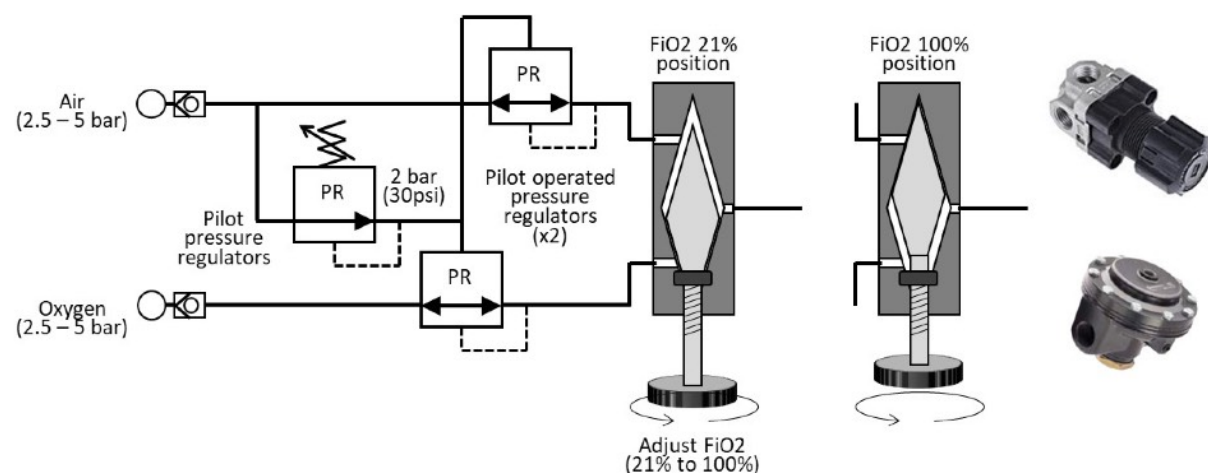 Air
(2.5 – 5 bar)
PR
2 bar
(30psi)
Pilot
pressure
regulators
PR
Pilot operated
pressure
regulators
(x2)
Oxygen
(2.5 – 5 bar)
PR
FiO2 21%
position
FiO2 100%
position
Adjust FiO2
(21% to 100%)